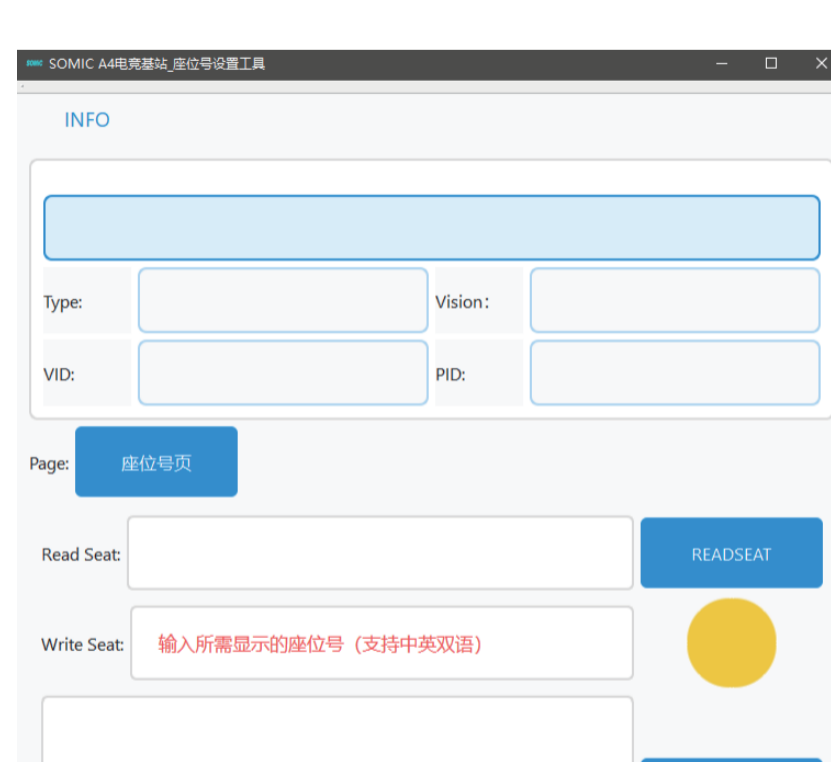 SOMIC SOMIC A4电竞基站_座位号设置工具
INFO
Type: Vision：
VID: PID:
Page: 座位号页
Read Seat: READSEAT
Write Seat: 输入所需显示的座位号（支持中英双语）